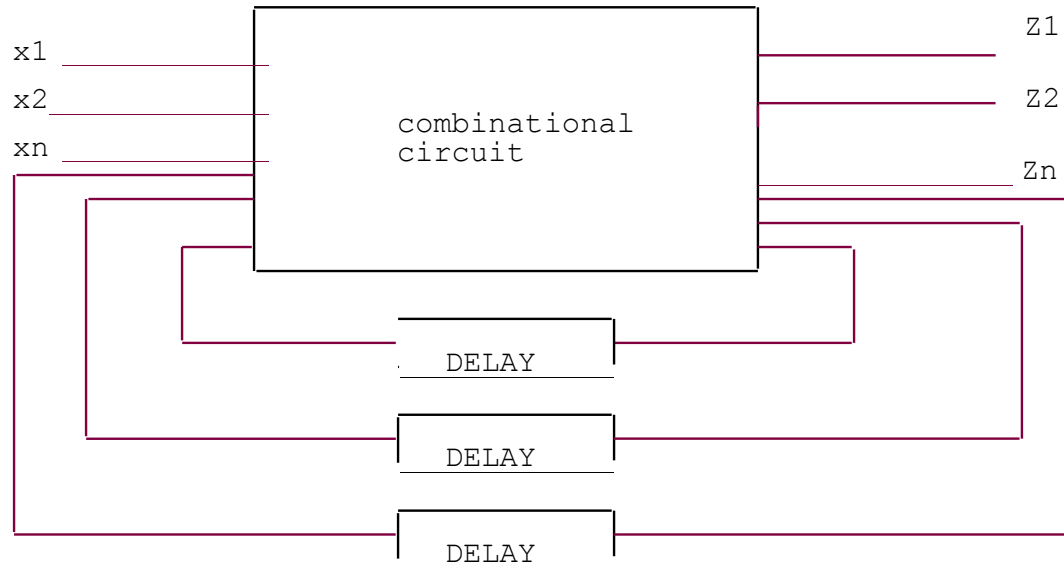 Z1
x1
x2
Z2
combinational
circuit
xn
Zn
DELAY
DELAY
DELAY